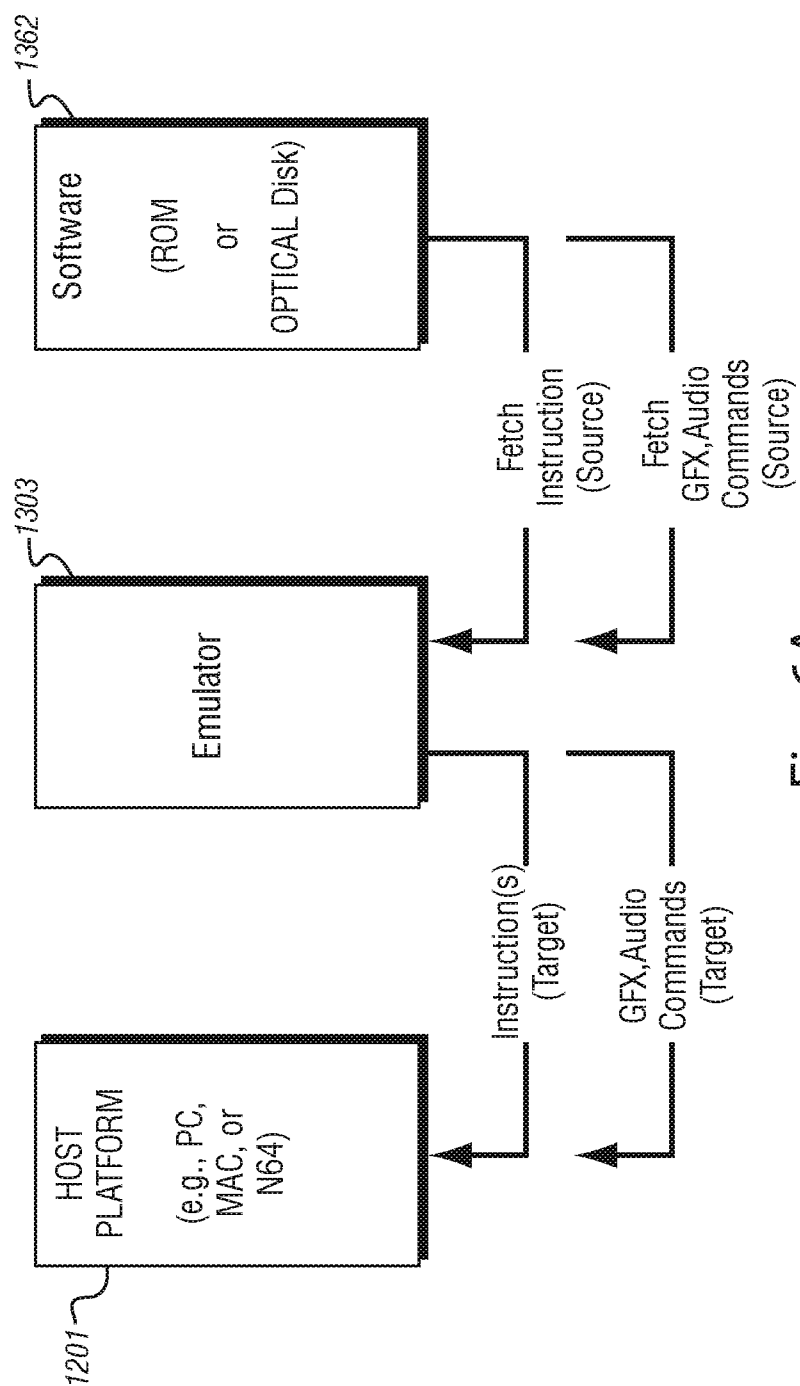 1201
HOST
PLATFORM
(e.g., PC,
MAC, or
N64)
1303
Emulator
1362
Software
(ROM
or
OPTICAL Disk)
Instruction(s)
(Target)
GFX,Audio
Commands
(Target)
Fetch
Instruction
(Source)
Fetch
GFX,Audio
Commands
(Source)